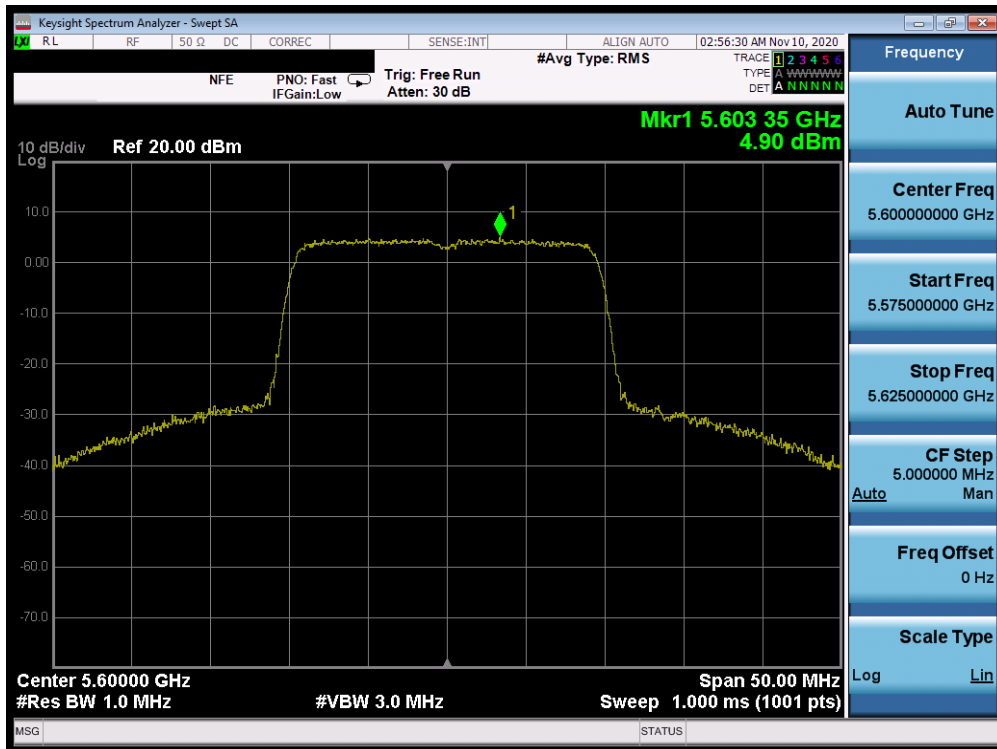 Keysight Spectrum Analyzer - Swept SA
LXI RL RF 50 Ω DC CORREC SENSE:INT ALIGN AUTO 02:56:30 AM Nov 10, 2020
NFE PNO: Fast Trig: Free Run #Avg Type: RMS TRACE 1 2 3 4 5 6
IFGain:Low Atten: 30 dB TYPE A WWWWW
DET A N N N N N
Mkr1 5.603 35 GHz
4.90 dBm
10 dB/div Ref 20.00 dBm
Log
1
10.0
0.00
-10.0
-20.0
-30.0
-40.0
-50.0
-60.0
-70.0
Center 5.60000 GHz Span 50.00 MHz
#Res BW 1.0 MHz #VBW 3.0 MHz Sweep 1.000 ms (1001 pts)
MSG STATUS
Frequency
Auto Tune
Center Freq
5.600000000 GHz
Start Freq
5.575000000 GHz
Stop Freq
5.625000000 GHz
CF Step
5.000000 MHz
Auto Man
Freq Offset
0 Hz
Scale Type
Log Lin